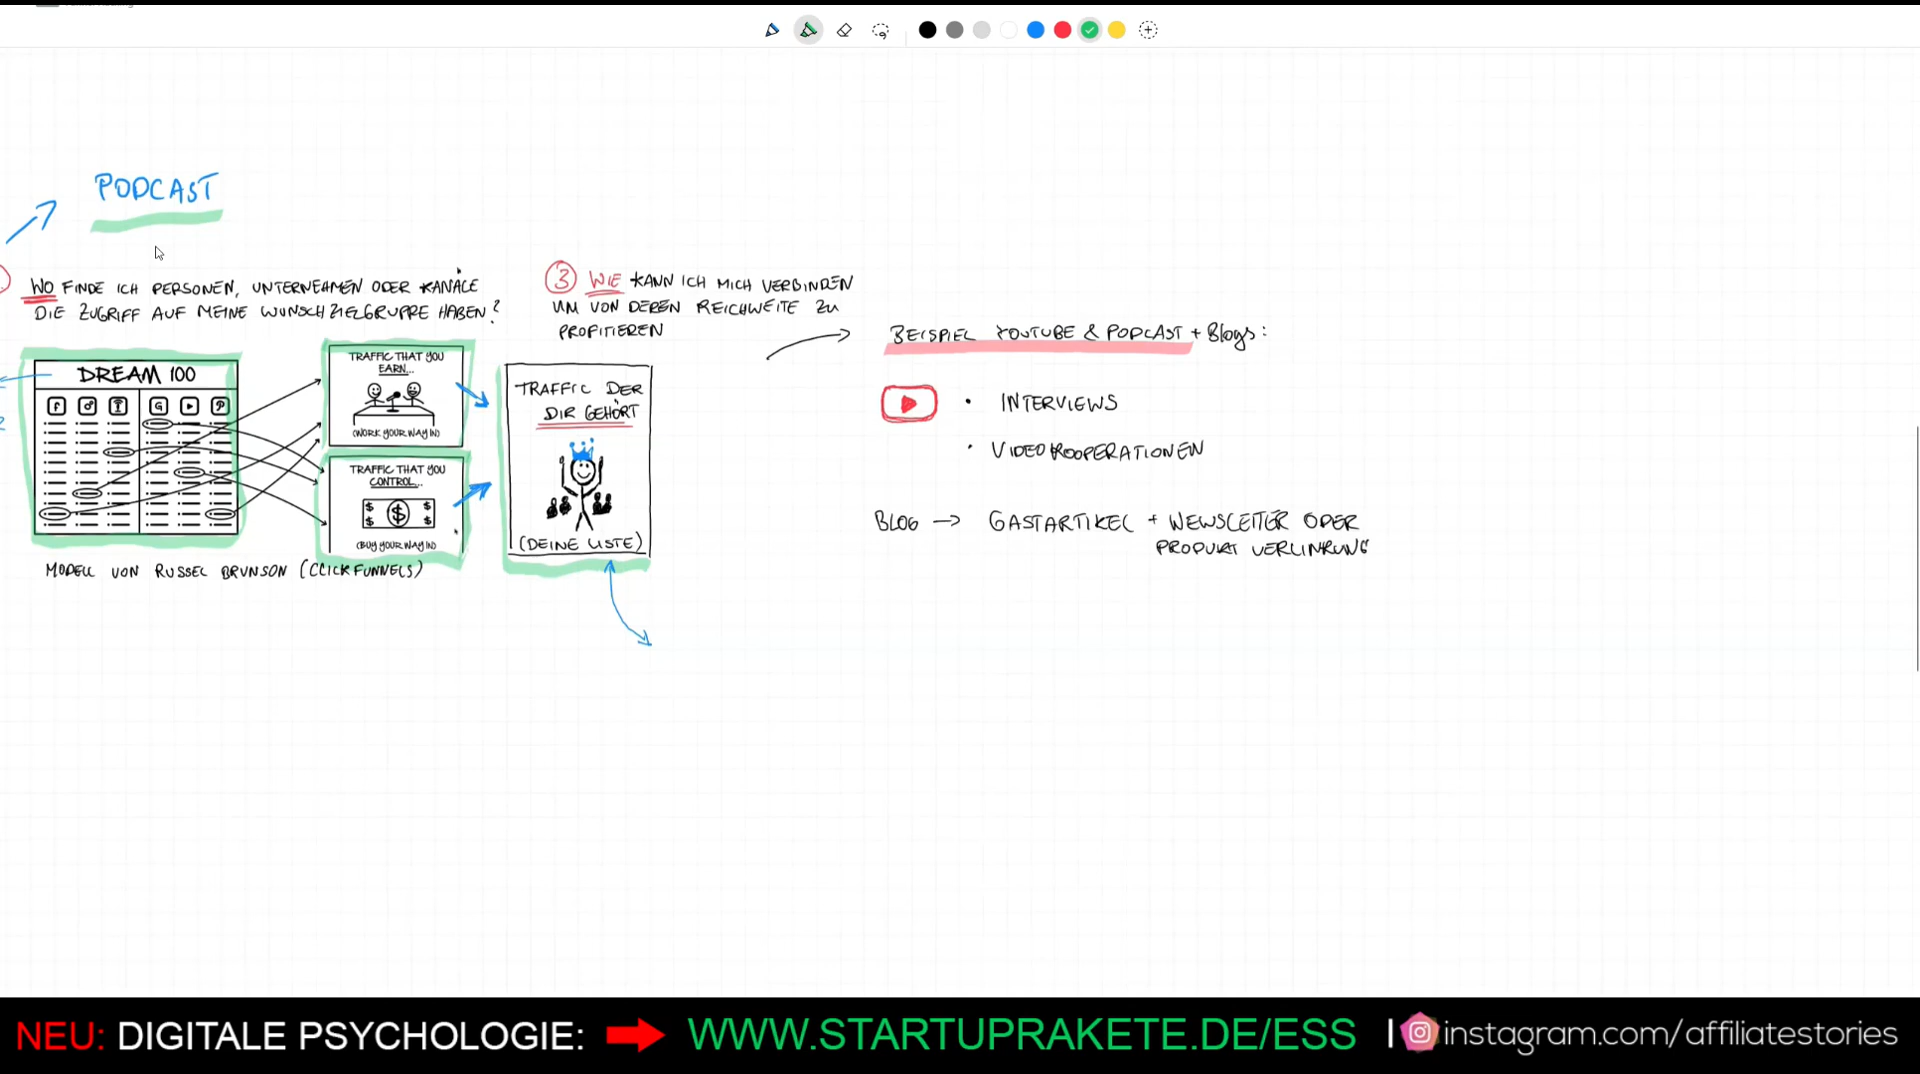 PODCAST
WO FINDE ICH PERSONEN, UNTERNEHMEN ODER KANÄLE
DIE ZUGRIFF AUF MEINE WUNSCHZIELGRUPPE HABEN?
3 WIE KANN ICH MICH VERBINDEN
UM VON DEREN REICHWEITE ZU
PROFITIEREN
DREAM 100
TRAFFIC THAT YOU
EARN...
(WORK YOUR WAY IN)
TRAFFIC THAT YOU
CONTROL...
$ $ $ $ $
(BUY YOUR WAY IN)
MODELL VON RUSSEL BRUNSON (CLICKFUNNELS)
TRAFFIC DER
DIR GEHÖRT
(DEINE LISTE)
BEISPIEL YOUTUBE & PODCAST + Blogs:
• INTERVIEWS
• VIDEOKOOPERATIONEN
BLOG → GASTARTIKEL + NEWSLETTER ODER
PRODUKT VERLINKUNG
NEU: DIGITALE PSYCHOLOGIE: WWW.STARTUPRAKETE.DE/ESS | instagram.com/affiliatestories